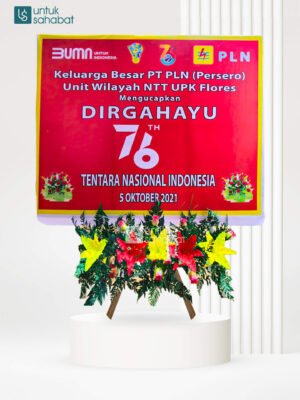 untuk
sahabat
BUMN UNTUK
INDONESIA
76
PLN
Keluarga Besar PT PLN (Persero)
Unit Wilayah NTT UPK Flores
Mengucapkan
DIRGAHAYU
76 TH
TENTARA NASIONAL INDONESIA
5 OKTOBER 2021